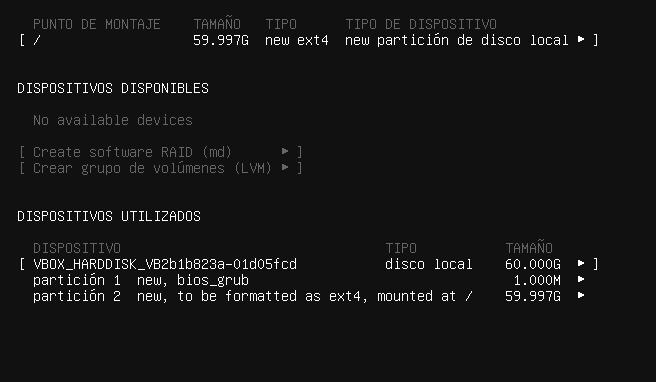 PUNTO DE MONTAJE TAMAÑO TIPO TIPO DE DISPOSITIVO
[ / 59.997G new ext4 new partición de disco local ▸ ]
DISPOSITIVOS DISPONIBLES
No available devices
[ Create software RAID (md) ▸ ]
[ Crear grupo de volúmenes (LVM) ▸ ]
DISPOSITIVOS UTILIZADOS
DISPOSITIVO TIPO TAMAÑO
[ VBOX_HARDDISK_VB2b1b823a-01d05fcd disco local 60.000G ▸ ]
partición 1 new, bios_grub 1.000M ▸
partición 2 new, to be formatted as ext4, mounted at / 59.997G ▸